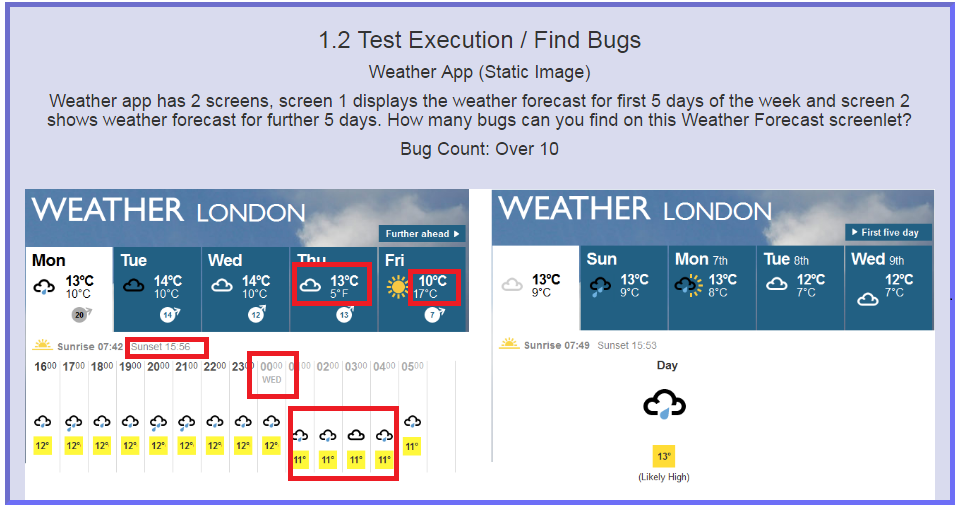 1.2 Test Execution / Find Bugs
Weather App (Static Image)
Weather app has 2 screens, screen 1 displays the weather forecast for first 5 days of the week and screen 2
shows weather forecast for further 5 days. How many bugs can you find on this Weather Forecast screenlet?
Bug Count: Over 10
WEATHER LONDON
Further ahead
Mon Tue Wed Thu Fri
13°C 14°C 14°C 13°C 10°C
10°C 10°C 10°C 5°F 17°C
20 14 12 13 7
Sunrise 07:42 Sunset 15:56
1600 1700 1800 1900 2000 2100 2200 2300 0000 0100 0200 0300 0400 0500
WED
12° 12° 12° 12° 12° 12° 12° 12° 12° 11° 11° 11° 11° 11°
WEATHER LONDON
First five day
Sun Mon 7th Tue 8th Wed 9th
13°C 13°C 13°C 12°C 12°C
9°C 9°C 8°C 7°C 7°C
Sunrise 07:49 Sunset 15:53
Day
13°
(Likely High)